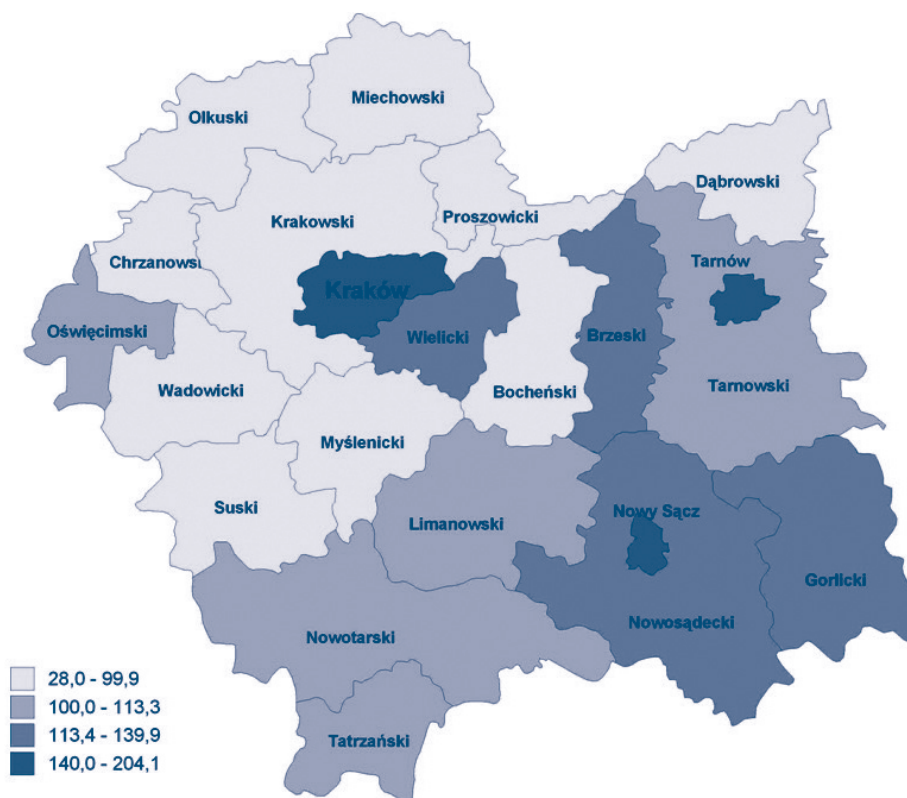 Miechowski
Olkuski
Dąbrowski
Krakowski
Proszowicki
Chrzanowsk
Tarnów
Kraków
Oświęcimski
Wielicki
Brzeski
Wadowicki
Bocheński
Tarnowski
Myślenicki
Suski
Limanowski
Nowy Sącz
Gorlicki
Nowosądecki
Nowotarski
Tatrzański
28,0 - 99,9
100,0 - 113,3
113,4 - 139,9
140,0 - 204,1